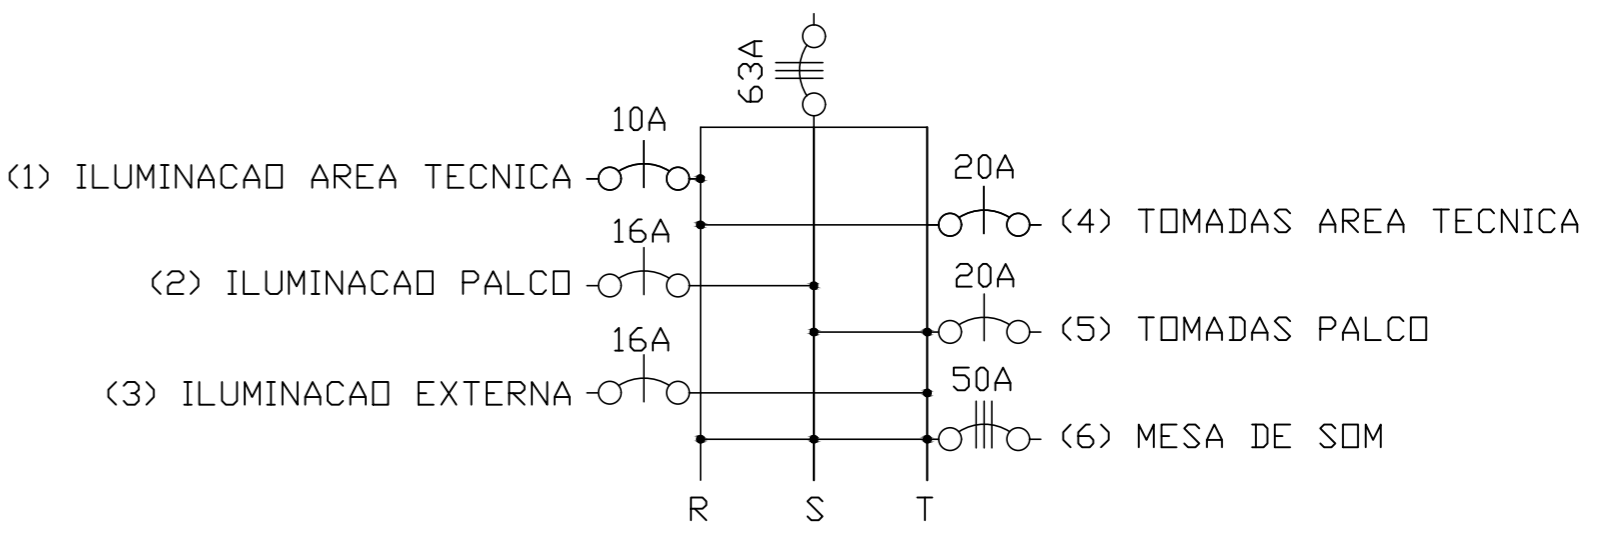 63A
10A
(1) ILUMINACAO AREA TECNICA
20A
(4) TOMADAS AREA TECNICA
16A
(2) ILUMINACAO PALCO
20A
(5) TOMADAS PALCO
16A
(3) ILUMINACAO EXTERNA
50A
(6) MESA DE SOM
R S T